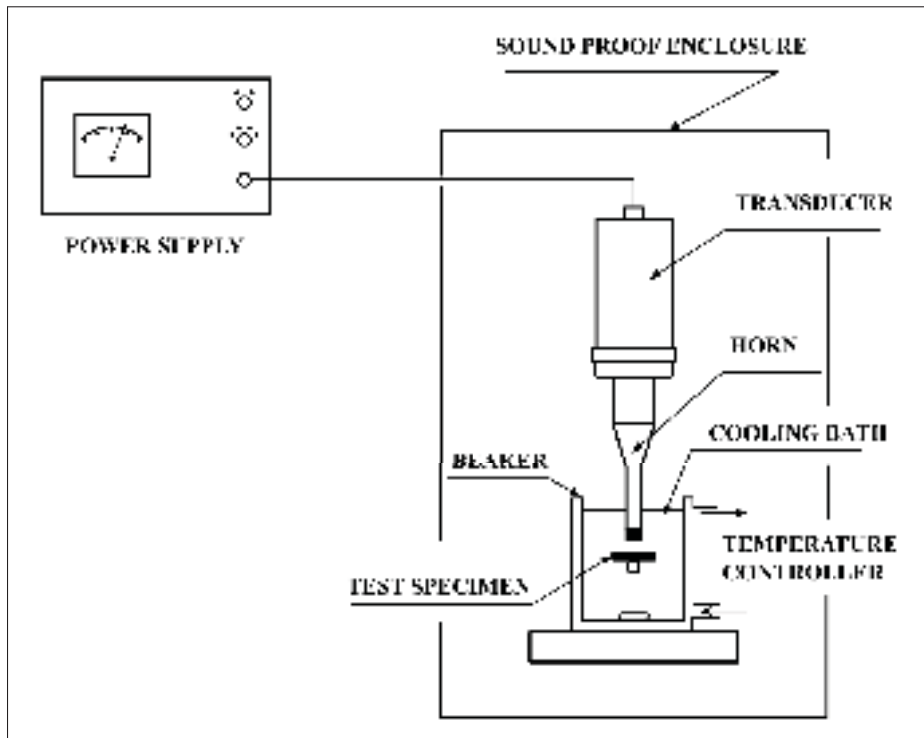 SOUND PROOF ENCLOSURE
POWER SUPPLY
TRANSDUCER
HORN
COOLING BATH
BEAKER
TEMPERATURE
CONTROLLER
TEST SPECIMEN